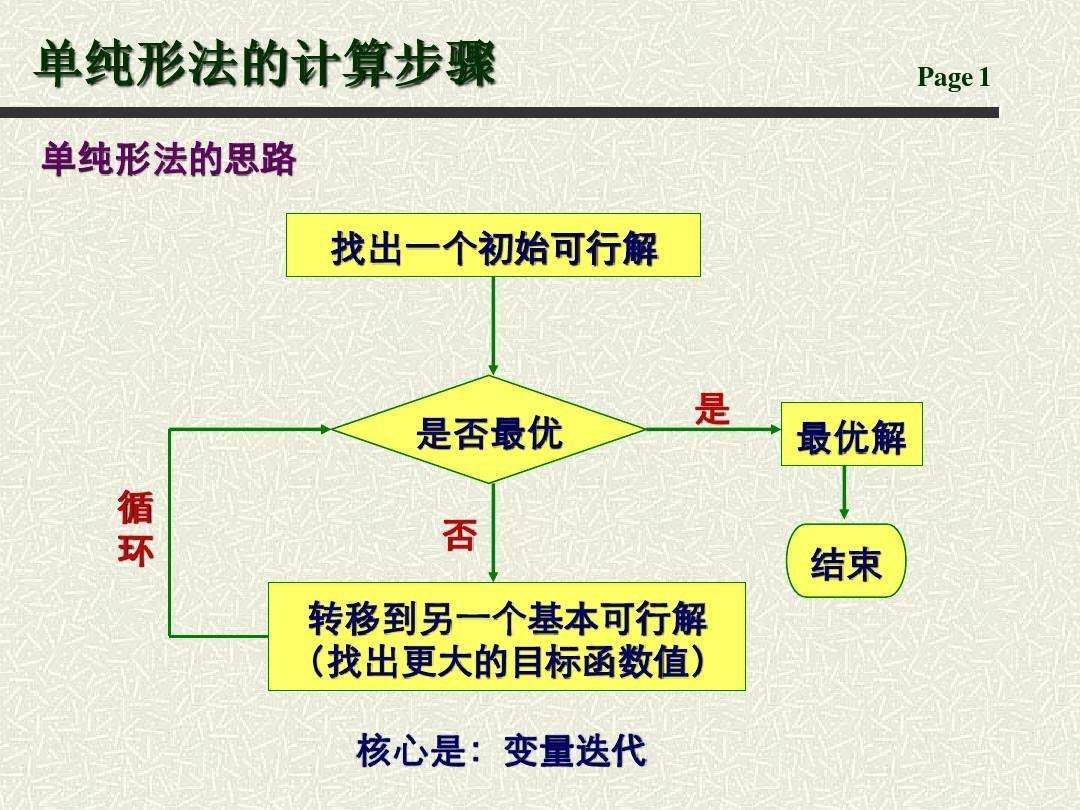 单纯形法的计算步骤
Page 1
单纯形法的思路
找出一个初始可行解
是否最优
是
最优解
循
环
否
结束
转移到另一个基本可行解
（找出更大的目标函数值）
核心是：变量迭代